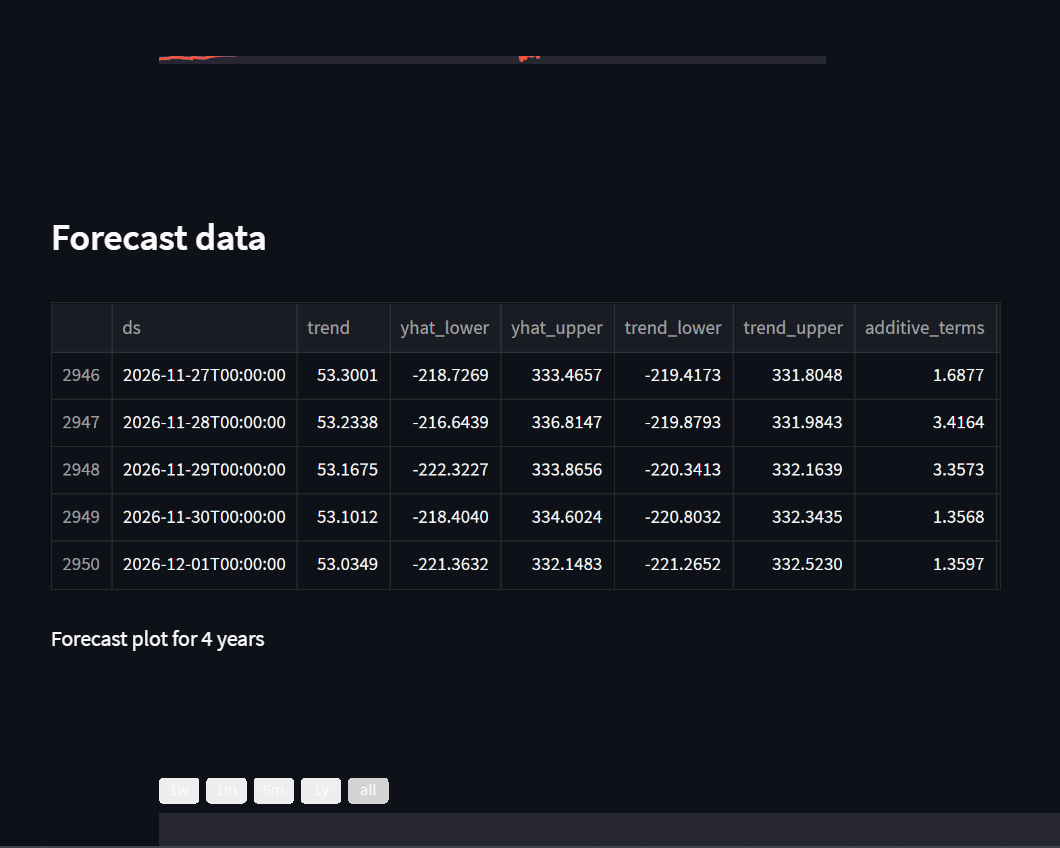 Forecast data
ds trend yhat_lower yhat_upper trend_lower trend_upper additive_terms
2946 2026-11-27T00:00:00 53.3001 -218.7269 333.4657 -219.4173 331.8048 1.6877
2947 2026-11-28T00:00:00 53.2338 -216.6439 336.8147 -219.8793 331.9843 3.4164
2948 2026-11-29T00:00:00 53.1675 -222.3227 333.8656 -220.3413 332.1639 3.3573
2949 2026-11-30T00:00:00 53.1012 -218.4040 334.6024 -220.8032 332.3435 1.3568
2950 2026-12-01T00:00:00 53.0349 -221.3632 332.1483 -221.2652 332.5230 1.3597
Forecast plot for 4 years
1w 1m 6m 1y all